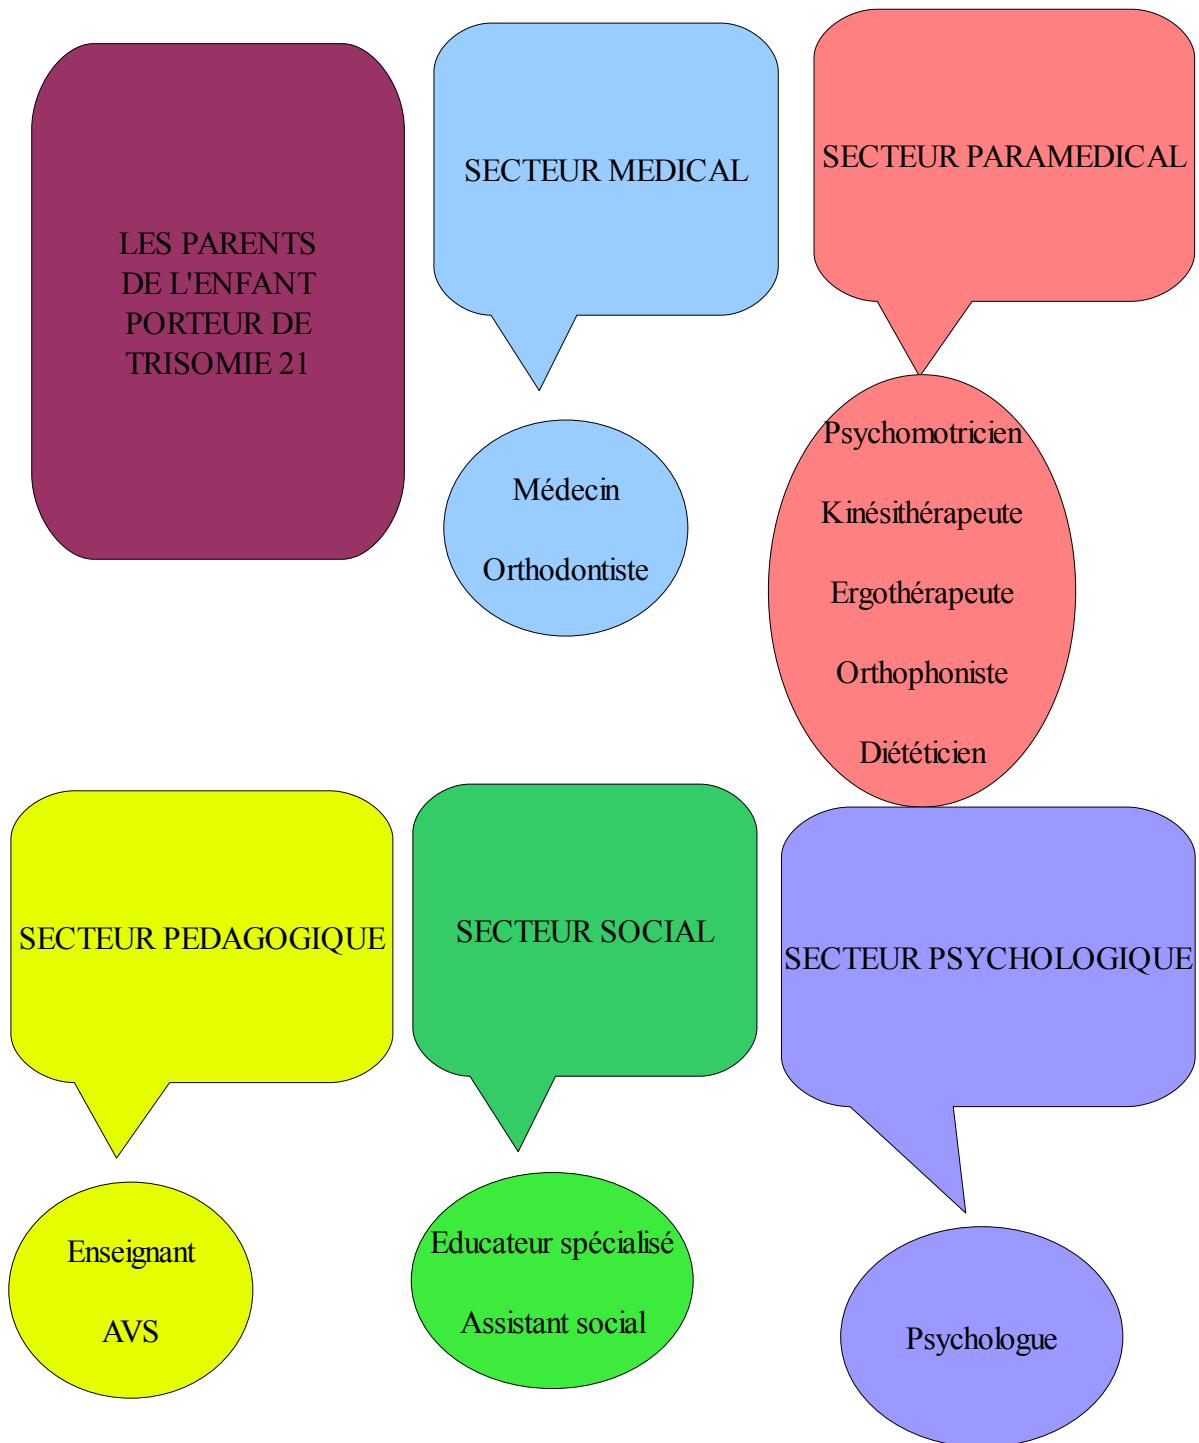 LES PARENTS
DE L'ENFANT
PORTEUR DE
TRISOMIE 21
SECTEUR MEDICAL
Médecin
Orthodontiste
SECTEUR PARAMEDICAL
Psychomotricien
Kinésithérapeute
Ergothérapeute
Orthophoniste
Diététicien
SECTEUR PEDAGOGIQUE
Enseignant
AVS
SECTEUR SOCIAL
Educateur spécialisé
Assistant social
SECTEUR PSYCHOLOGIQUE
Psychologue